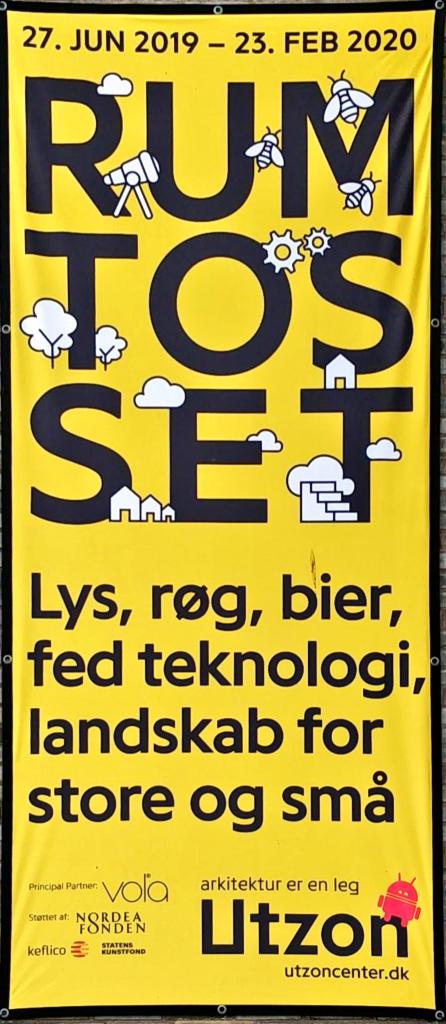 27. JUN 2019 – 23. FEB 2020
RUM
TOS
SET
Lys, røg, bier,
fed teknologi,
landskab for
store og små
Principal Partner: vola
Støttet af: NORDEA
FONDEN
keflico STATENS
KUNSTFOND
arkitektur er en leg
Utzon
utzoncenter.dk